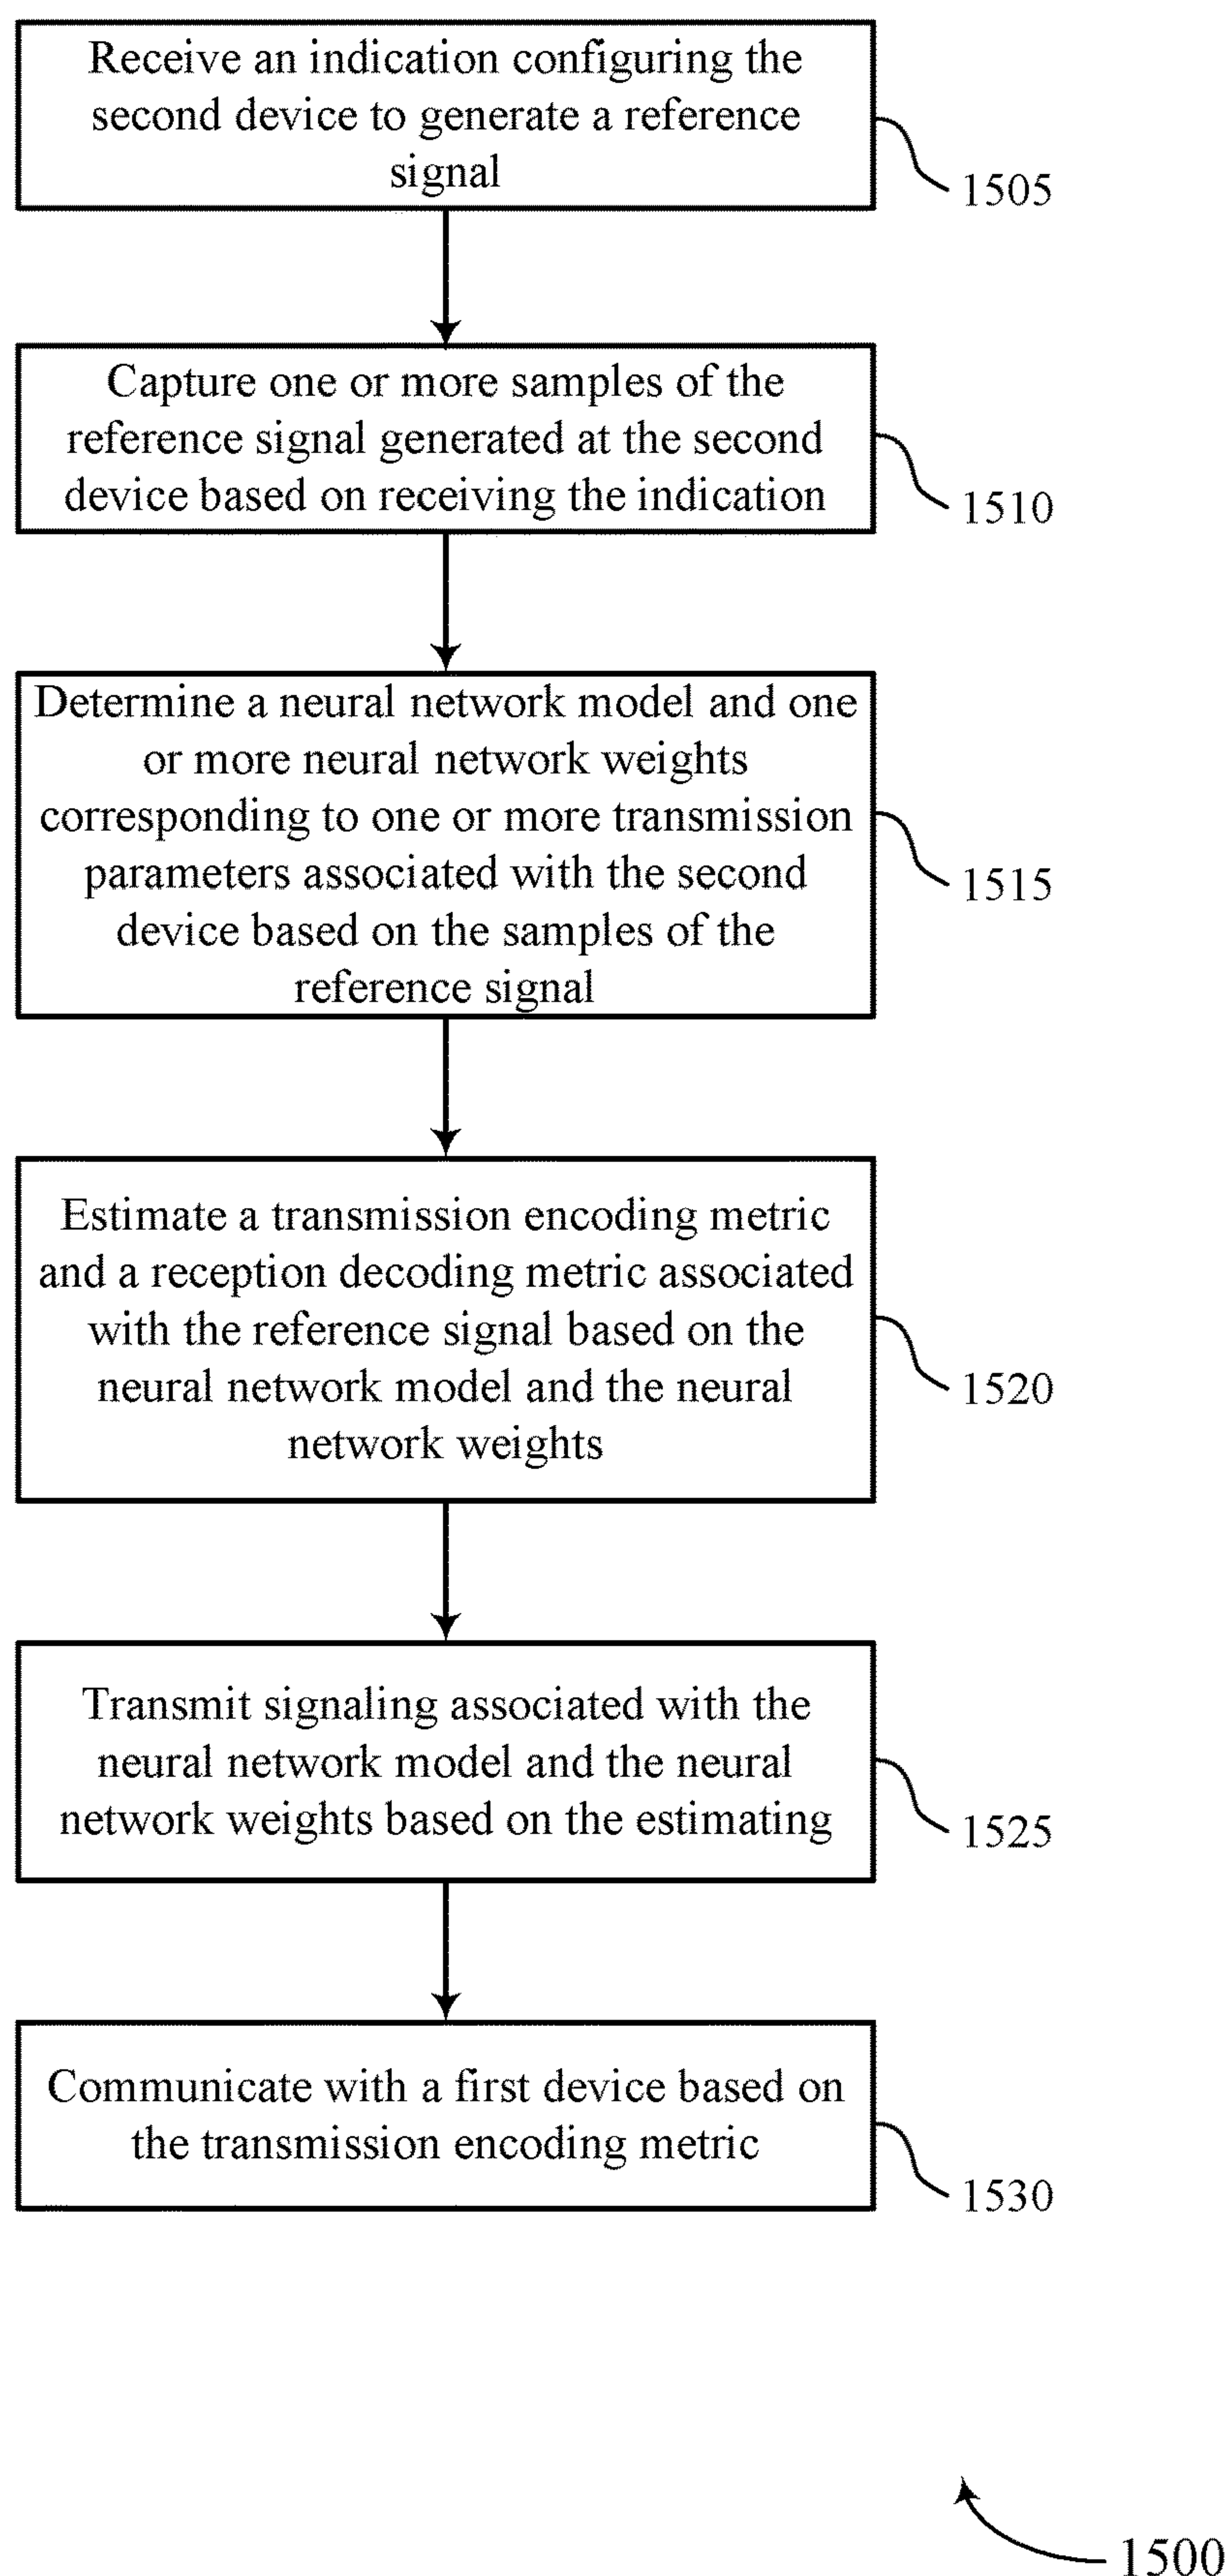 Receive an indication configuring the
second device to generate a reference
signal
1505
Capture one or more samples of the
reference signal generated at the second
device based on receiving the indication
1510
Determine a neural network model and one
or more neural network weights
corresponding to one or more transmission
parameters associated with the second
device based on the samples of the
reference signal
1515
Estimate a transmission encoding metric
and a reception decoding metric associated
with the reference signal based on the
neural network model and the neural
network weights
1520
Transmit signaling associated with the
neural network model and the neural
network weights based on the estimating
1525
Communicate with a first device based on
the transmission encoding metric
1530
1500